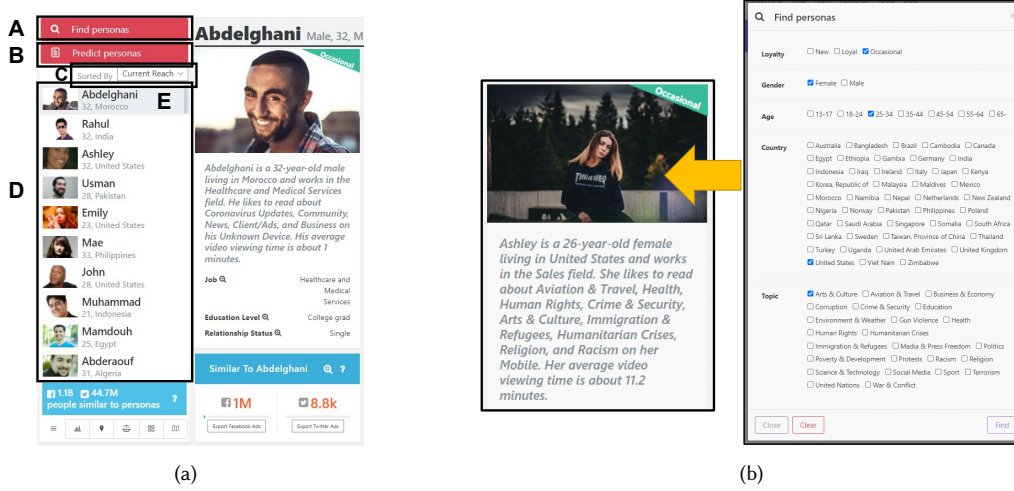 A
Find personas
B
Predict personas
C
Sorted By Current Reach
E
D
Abdelghani
32, Morocco
Rahul
32, India
Ashley
32, United States
Usman
28, Pakistan
Emily
23, United States
Mae
33, Philippines
John
28, United States
Muhammad
21, Indonesia
Mamdouh
25, Egypt
Abderaouf
31, Algeria
1.1B 44.7M
people similar to personas ?
Abdelghani Male, 32, M
Occasional
Abdelghani is a 32-year-old male
living in Morocco and works in the
Healthcare and Medical Services
field. He likes to read about
Coronavirus Updates, Community,
News, Client/Ads, and Business on
his Unknown Device. His average
video viewing time is about 1
minutes.
Job Healthcare and
Medical
Services
Education Level College grad
Relationship Status Single
Similar To Abdelghani ?
1M 8.8k
Export Facebook Ads Export Twitter Ads
(a)
Occasional
THRASHER
Ashley is a 26-year-old female
living in United States and works
in the Sales field. She likes to read
about Aviation & Travel, Health,
Human Rights, Crime & Security,
Arts & Culture, Immigration &
Refugees, Humanitarian Crises,
Religion, and Racism on her
Mobile. Her average video
viewing time is about 11.2
minutes.
Find personas ×
Loyalty New Loyal Occasional
Gender Female Male
Age 13-17 18-24 25-34 35-44 45-54 55-64 65-
Country Australia Bangladesh Brazil Cambodia Canada
Egypt Ethiopia Gambia Germany India
Indonesia Iraq Ireland Italy Japan Kenya
Korea, Republic of Malaysia Maldives Mexico
Morocco Namibia Nepal Netherlands New Zealand
Nigeria Norway Pakistan Philippines Poland
Qatar Saudi Arabia Singapore Somalia South Africa
Sri Lanka Sweden Taiwan, Province of China Thailand
Turkey Uganda United Arab Emirates United Kingdom
United States Viet Nam Zimbabwe
Topic Arts & Culture Aviation & Travel Business & Economy
Corruption Crime & Security Education
Environment & Weather Gun Violence Health
Human Rights Humanitarian Crises
Immigration & Refugees Media & Press Freedom Politics
Poverty & Development Protests Racism Religion
Science & Technology Social Media Sport Terrorism
United Nations War & Conflict
Close Clear Find
(b)